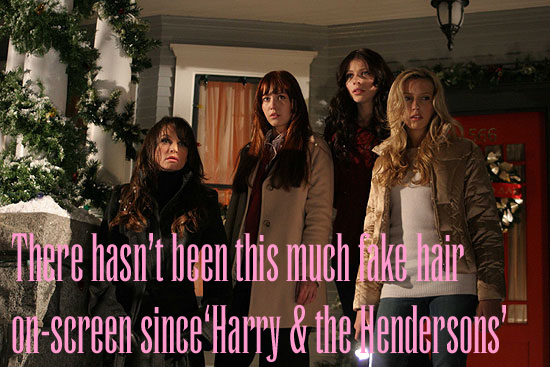 There hasn't been this much fake hair
on-screen since 'Harry & the Hendersons'